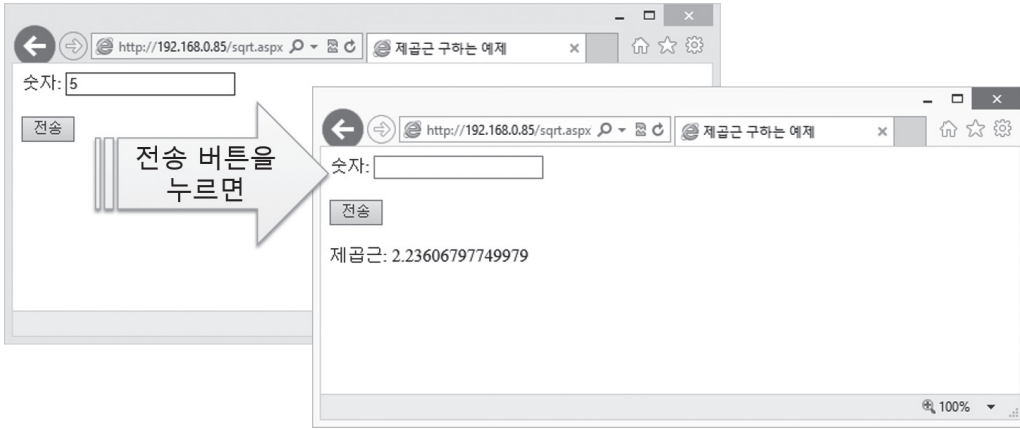 http://192.168.0.85/sqrt.aspx
제곱근 구하는 예제
숫자: 5
전송
전송 버튼을
누르면
http://192.168.0.85/sqrt.aspx
제곱근 구하는 예제
숫자:
전송
제곱근: 2.23606797749979
100%